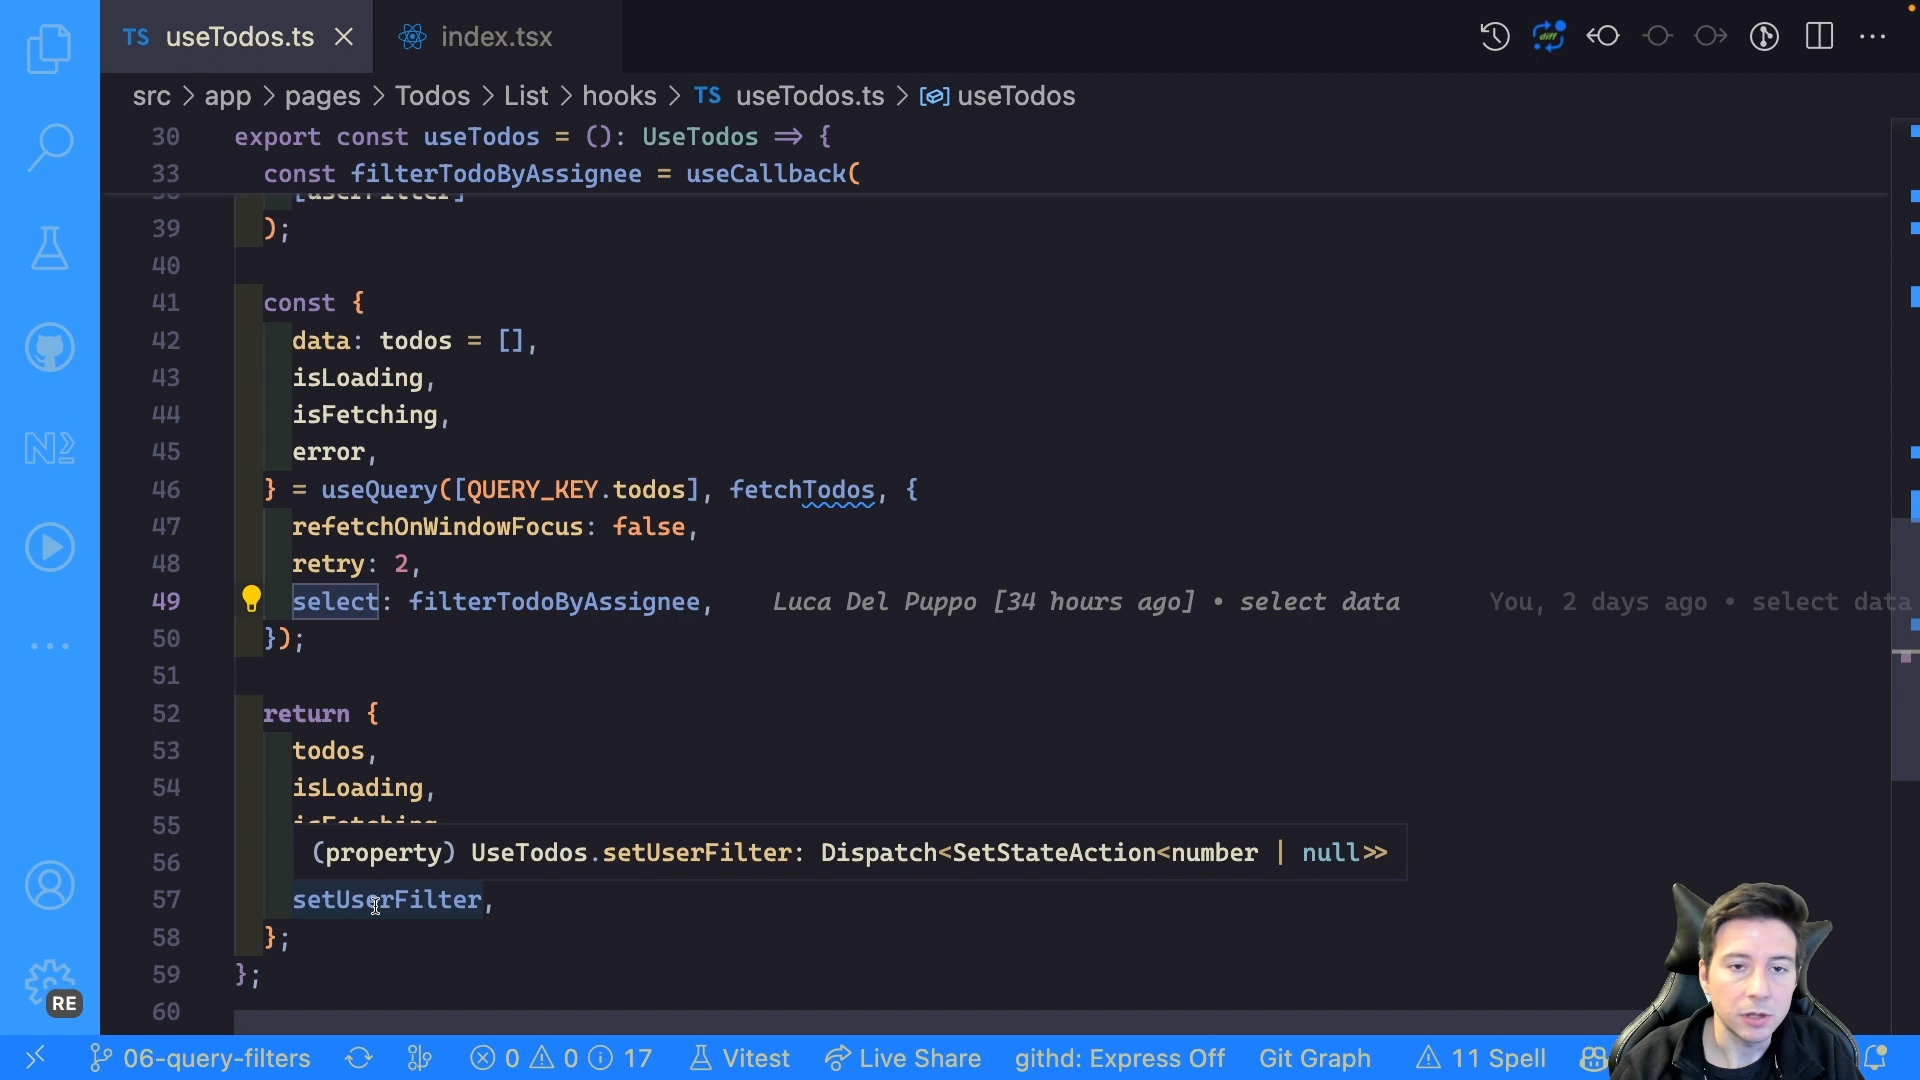 TS useTodos.ts index.tsx
src > app > pages > Todos > List > hooks > TS useTodos.ts > useTodos
30 export const useTodos = (): UseTodos => {
33 const filterTodoByAssignee = useCallback(
[userFilter]
39 );
40
41 const {
42 data: todos = [],
43 isLoading,
44 isFetching,
45 error,
46 } = useQuery([QUERY_KEY.todos], fetchTodos, {
47 refetchOnWindowFocus: false,
48 retry: 2,
49 select: filterTodoByAssignee, Luca Del Puppo [34 hours ago] • select data You, 2 days ago • select data
50 });
51
52 return {
53 todos,
54 isLoading,
55 isFetching
56 (property) UseTodos.setUserFilter: Dispatch<SetStateAction<number | null>>
57 setUserFilter,
58 };
59 };
60
RE
06-query-filters 0 0 17 Vitest Live Share githd: Express Off Git Graph 11 Spell